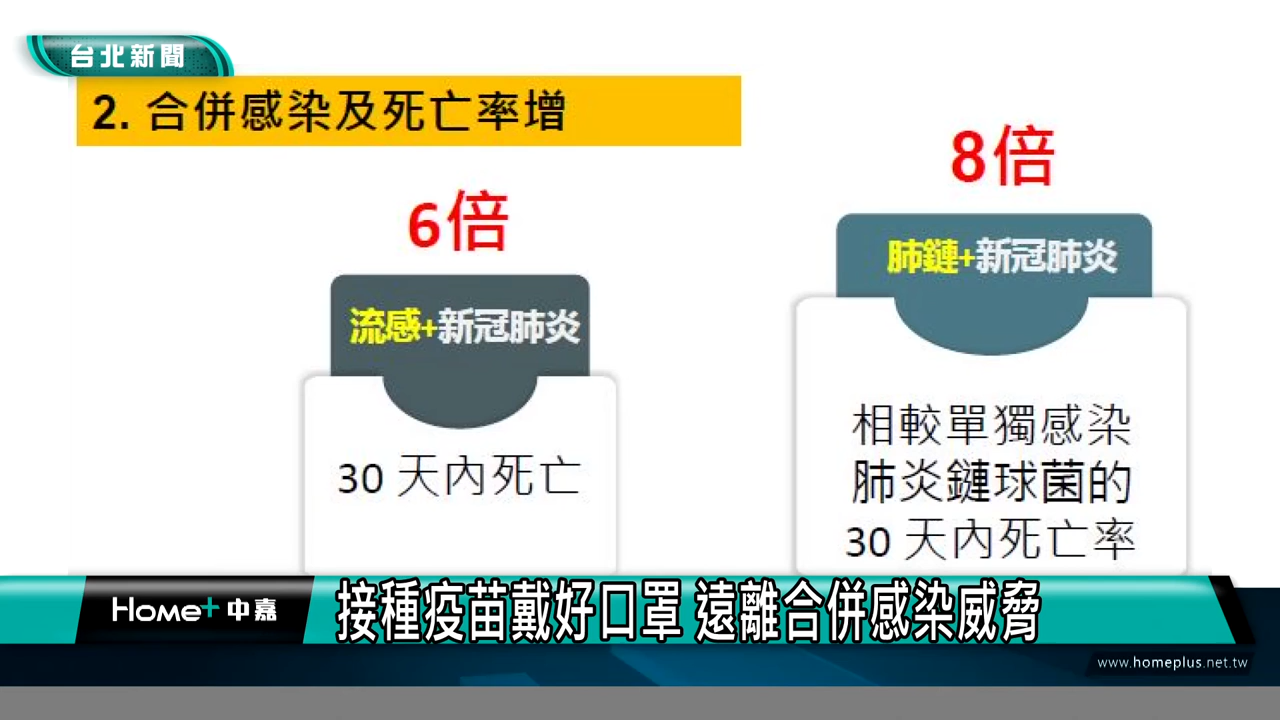 台北新聞
2. 合併感染及死亡率增
6倍
流感+新冠肺炎
30 天內死亡
8倍
肺鏈+新冠肺炎
相較單獨感染
肺炎鏈球菌的
30 天內死亡率
Home+ 中嘉
接種疫苗戴好口罩 遠離合併感染威脅
www.homeplus.net.tw